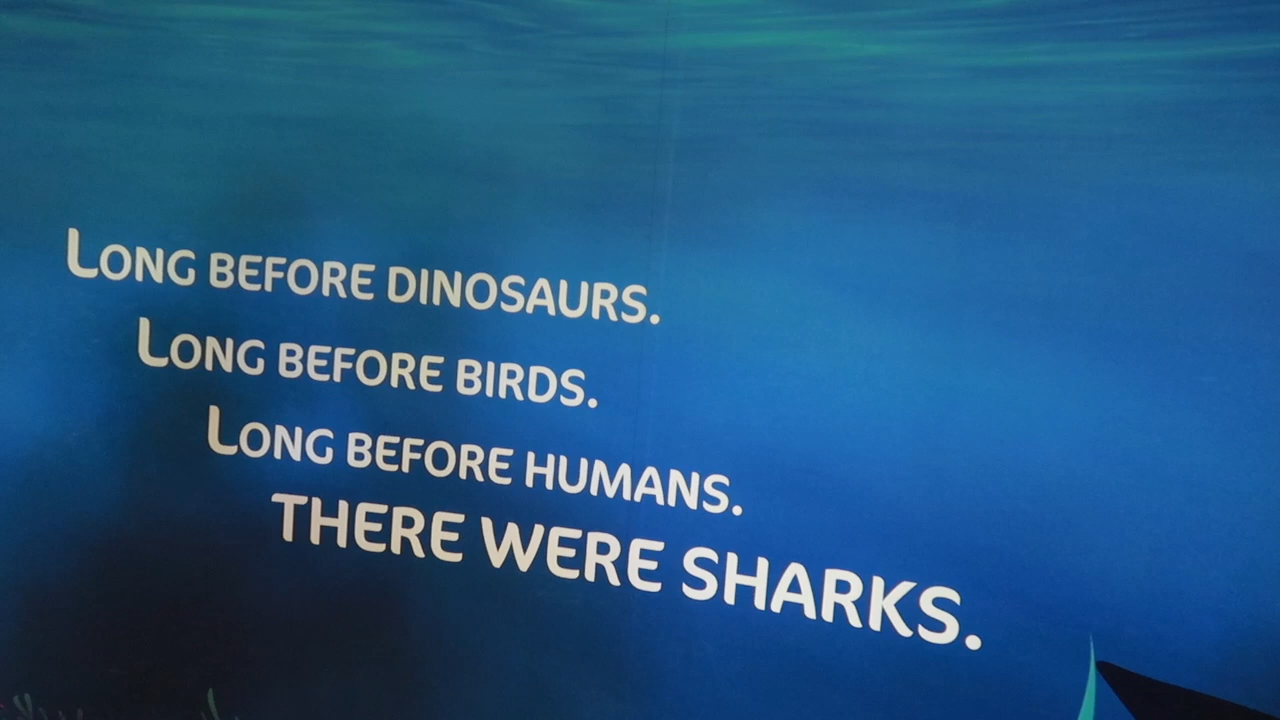 Long before dinosaurs.
Long before birds.
Long before humans.
THERE WERE SHARKS.